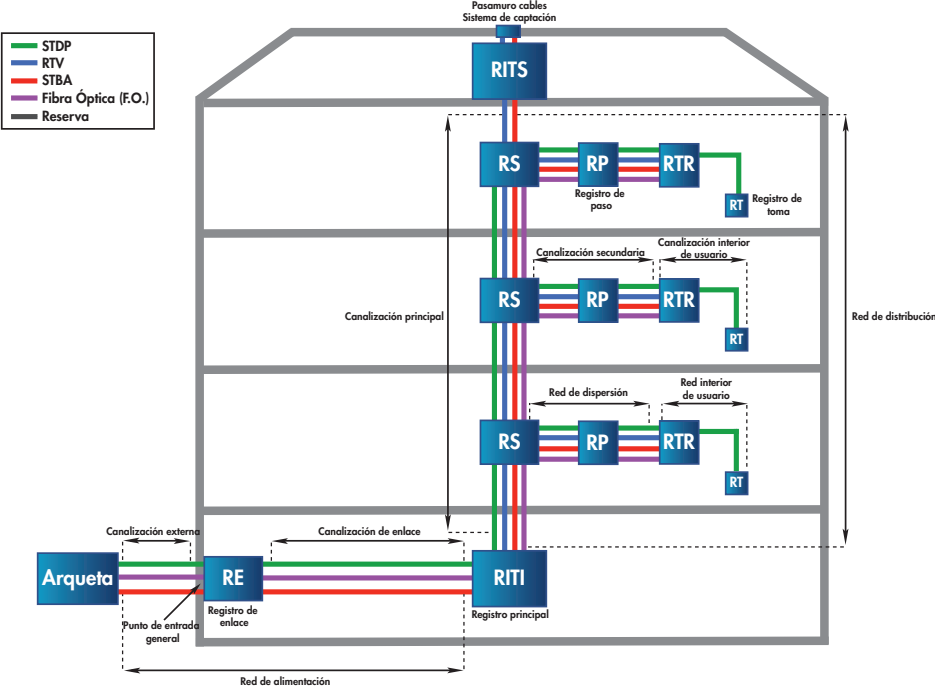 Pasamuro cables
Sistema de captación
STDP
RTV
STBA
Fibra Óptica (F.O.)
Reserva
RITS
RS
RP
RTR
Registro de
paso
RT
Registro de
toma
Canalización secundaria
Canalización interior
de usuario
RS
RP
RTR
Canalización principal
Red de distribución
RT
Red de dispersión
Red interior
de usuario
RS
RP
RTR
RT
Canalización externa
Canalización de enlace
Arqueta
RE
RITI
Registro de
enlace
Registro principal
Punto de entrada
general
Red de alimentación